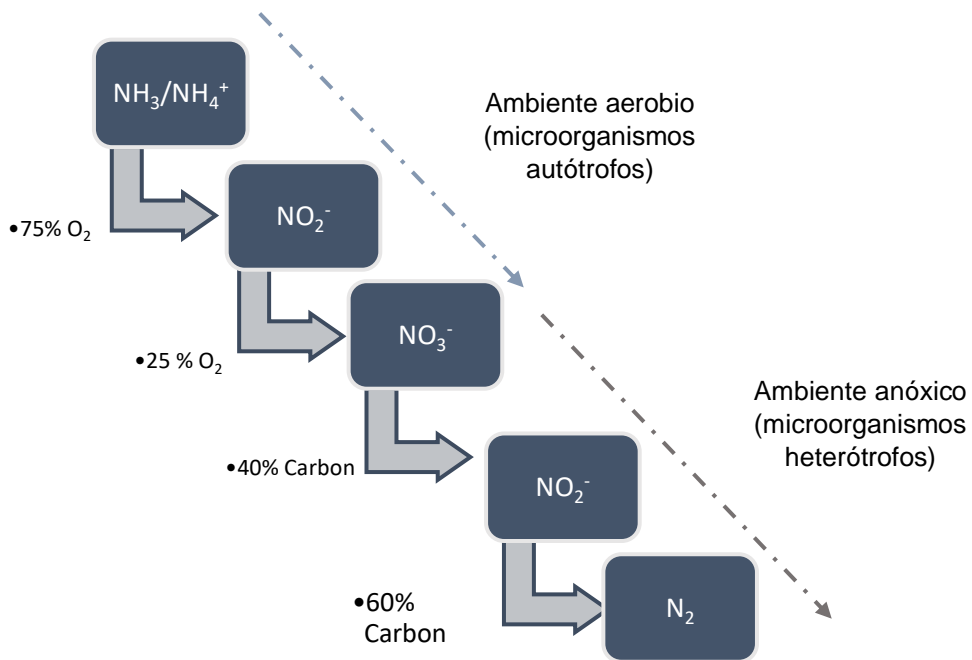 NH₃/NH₄⁺
Ambiente aerobio
(microorganismos
autótrofos)
•75% O₂
NO₂⁻
•25 % O₂
NO₃⁻
Ambiente anóxico
(microorganismos
heterótrofos)
•40% Carbon
NO₂⁻
•60%
Carbon
N₂